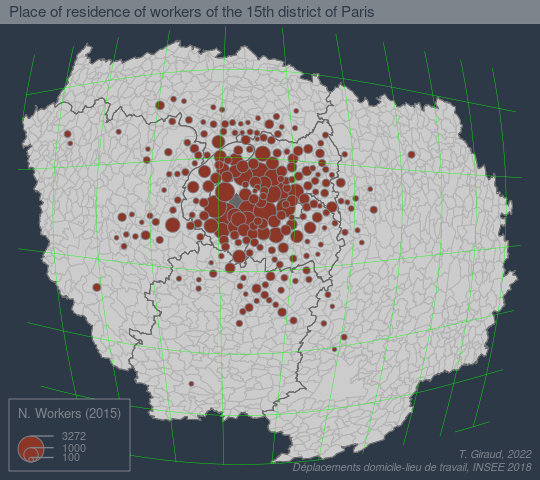 Place of residence of workers of the 15th district of Paris
N. Workers (2015)
3272
1000
100
T. Giraud, 2022
Déplacements domicile-lieu de travail, INSEE 2018